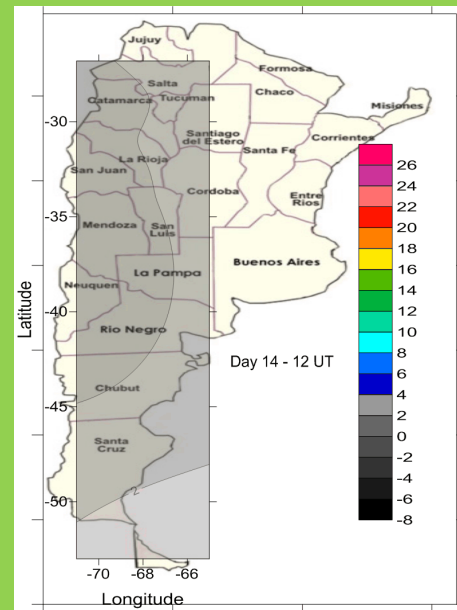 Jujuy
Salta
Formosa
Catamarca
Tucuman
Chaco
Misiones
-30
Santiago
del Estero
Corrientes
Santa Fe
La Rioja
San Juan
Cordoba
Entre
Rios
-35
Mendoza
San
Luis
La Pampa
Buenos Aires
Neuquen
-40
Rio Negro
Latitude
Day 14 - 12 UT
Chubut
-45
Santa
Cruz
2
-50
-70 -68 -66
Longitude
26
24
22
20
18
16
14
12
10
8
6
4
2
0
-2
-4
-6
-8